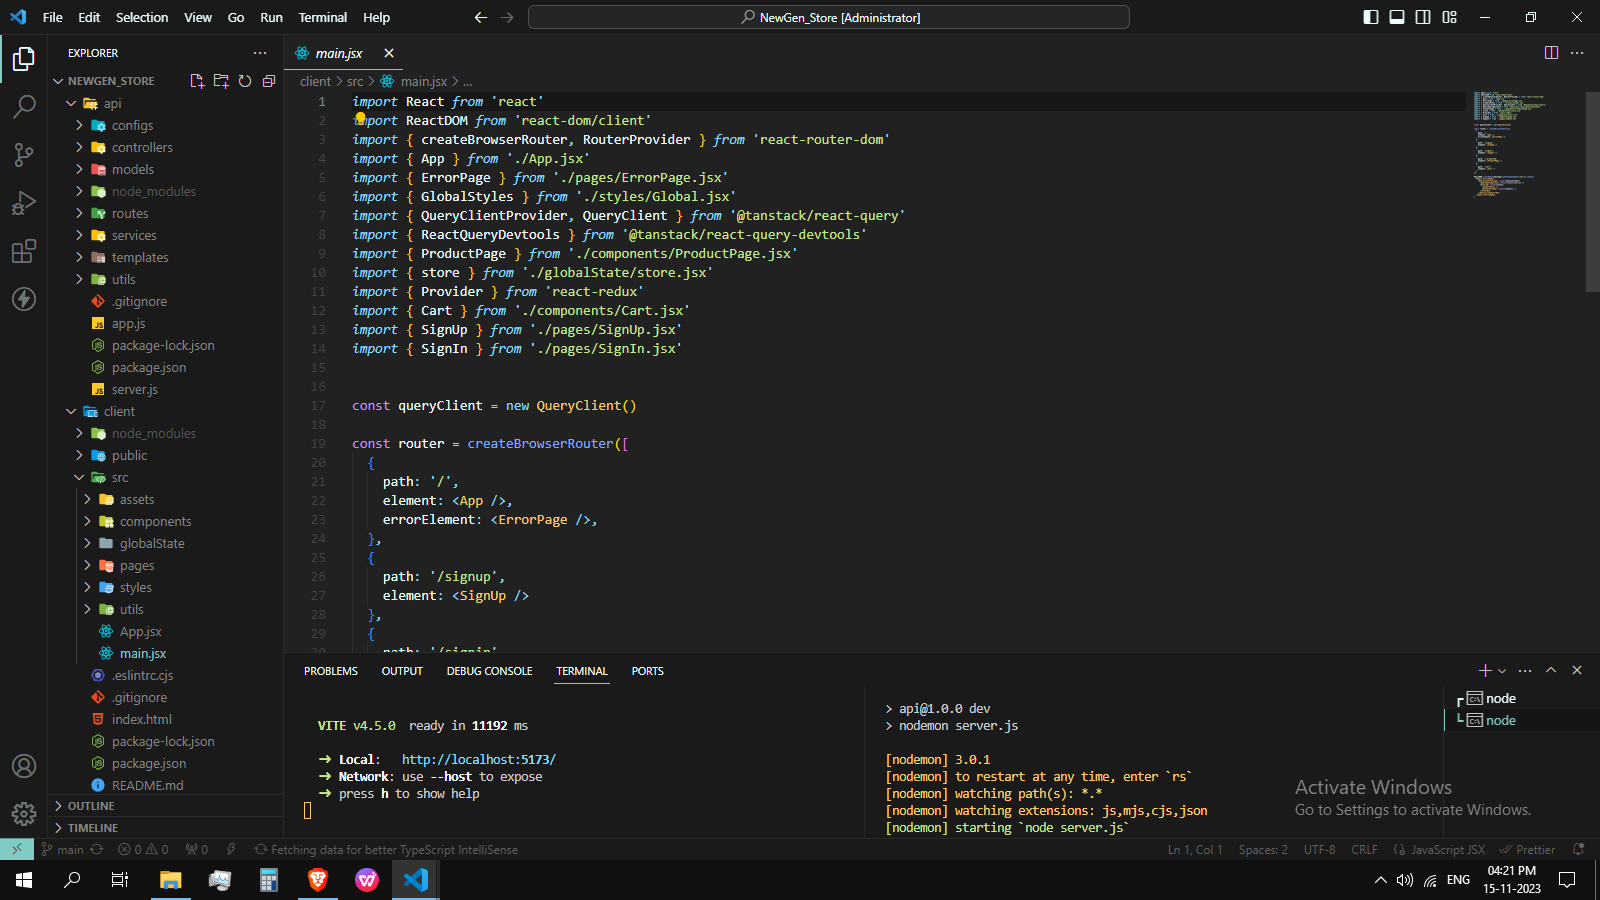 File Edit Selection View Go Run Terminal Help
NewGen_Store [Administrator]
EXPLORER
NEWGEN_STORE
api
configs
controllers
models
node_modules
routes
services
templates
utils
.gitignore
app.js
package-lock.json
package.json
server.js
client
node_modules
public
src
assets
components
globalState
pages
styles
utils
App.jsx
main.jsx
.eslintrc.cjs
.gitignore
index.html
package-lock.json
package.json
README.md
OUTLINE
TIMELINE
main.jsx
client > src > main.jsx > ...
1 import React from 'react'
2 import ReactDOM from 'react-dom/client'
3 import { createBrowserRouter, RouterProvider } from 'react-router-dom'
4 import { App } from './App.jsx'
5 import { ErrorPage } from './pages/ErrorPage.jsx'
6 import { GlobalStyles } from './styles/Global.jsx'
7 import { QueryClientProvider, QueryClient } from '@tanstack/react-query'
8 import { ReactQueryDevtools } from '@tanstack/react-query-devtools'
9 import { ProductPage } from './components/ProductPage.jsx'
10 import { store } from './globalState/store.jsx'
11 import { Provider } from 'react-redux'
12 import { Cart } from './components/Cart.jsx'
13 import { SignUp } from './pages/SignUp.jsx'
14 import { SignIn } from './pages/SignIn.jsx'
15
16
17 const queryClient = new QueryClient()
18
19 const router = createBrowserRouter([
20 {
21 path: '/',
22 element: <App />,
23 errorElement: <ErrorPage />,
24 },
25 {
26 path: '/signup',
27 element: <SignUp />
28 },
29 {
30 path: '/signin'
PROBLEMS OUTPUT DEBUG CONSOLE TERMINAL PORTS
VITE v4.5.0 ready in 11192 ms
➜ Local: http://localhost:5173/
➜ Network: use --host to expose
➜ press h to show help
> api@1.0.0 dev
> nodemon server.js
[nodemon] 3.0.1
[nodemon] to restart at any time, enter `rs`
[nodemon] watching path(s): *.*
[nodemon] watching extensions: js,mjs,cjs,json
[nodemon] starting `node server.js`
node
node
Activate Windows
Go to Settings to activate Windows.
main 0 0 0 Fetching data for better TypeScript IntelliSense
Ln 1, Col 1 Spaces: 2 UTF-8 CRLF {} JavaScript JSX Prettier
ENG
04:21 PM
15-11-2023